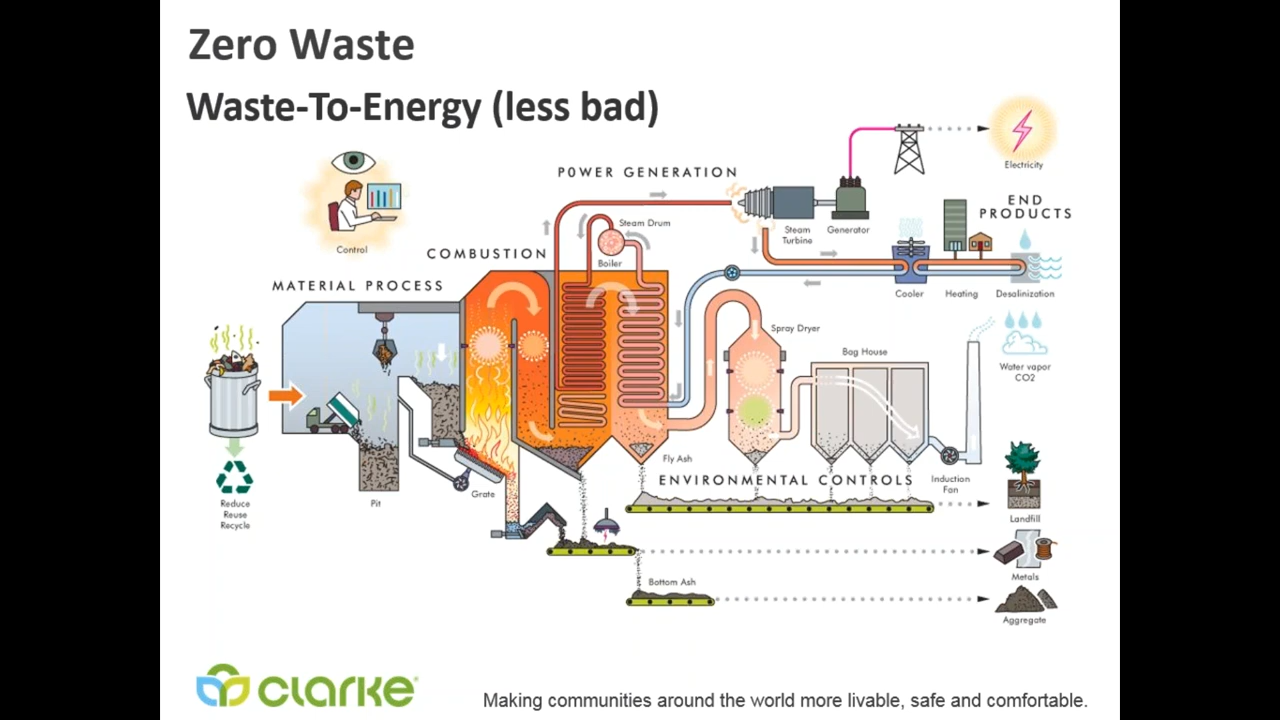 Zero Waste
Waste-To-Energy (less bad)
Electricity
POWER GENERATION
END
PRODUCTS
Steam Drum
Steam
Turbine
Generator
Control
COMBUSTION
Boiler
MATERIAL PROCESS
Cooler
Heating
Desalinization
Spray Dryer
Bag House
Water vapor
CO2
Fly Ash
ENVIRONMENTAL CONTROLS
Induction
Fan
Grate
Pit
Reduce
Reuse
Recycle
Landfill
Metals
Bottom Ash
Aggregate
clarke
Making communities around the world more livable, safe and comfortable.